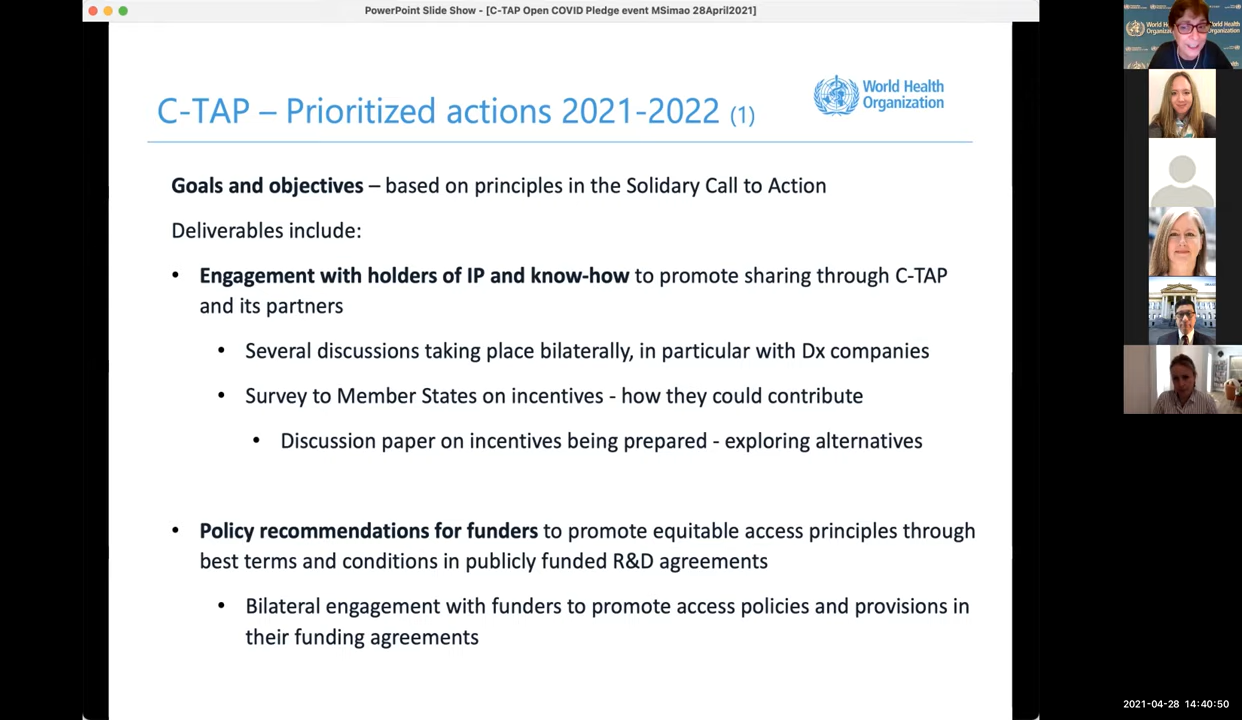 PowerPoint Slide Show - [C-TAP Open COVID Pledge event MSimao 28April2021]
C-TAP – Prioritized actions 2021-2022 (1)
World Health
Organization
Goals and objectives – based on principles in the Solidary Call to Action
Deliverables include:
• Engagement with holders of IP and know-how to promote sharing through C-TAP
and its partners
• Several discussions taking place bilaterally, in particular with Dx companies
• Survey to Member States on incentives - how they could contribute
• Discussion paper on incentives being prepared - exploring alternatives
• Policy recommendations for funders to promote equitable access principles through
best terms and conditions in publicly funded R&D agreements
• Bilateral engagement with funders to promote access policies and provisions in
their funding agreements
World Health
Organization
2021-04-28 14:40:50